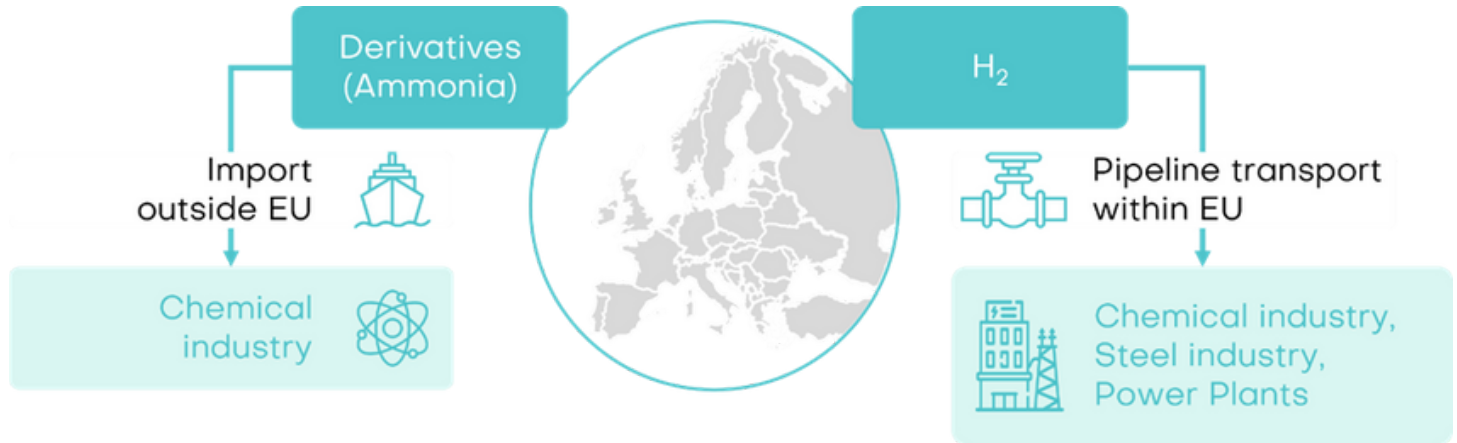 Derivatives
(Ammonia)
Import
outside EU
Chemical
industry
H₂
Pipeline transport
within EU
Chemical industry,
Steel industry,
Power Plants